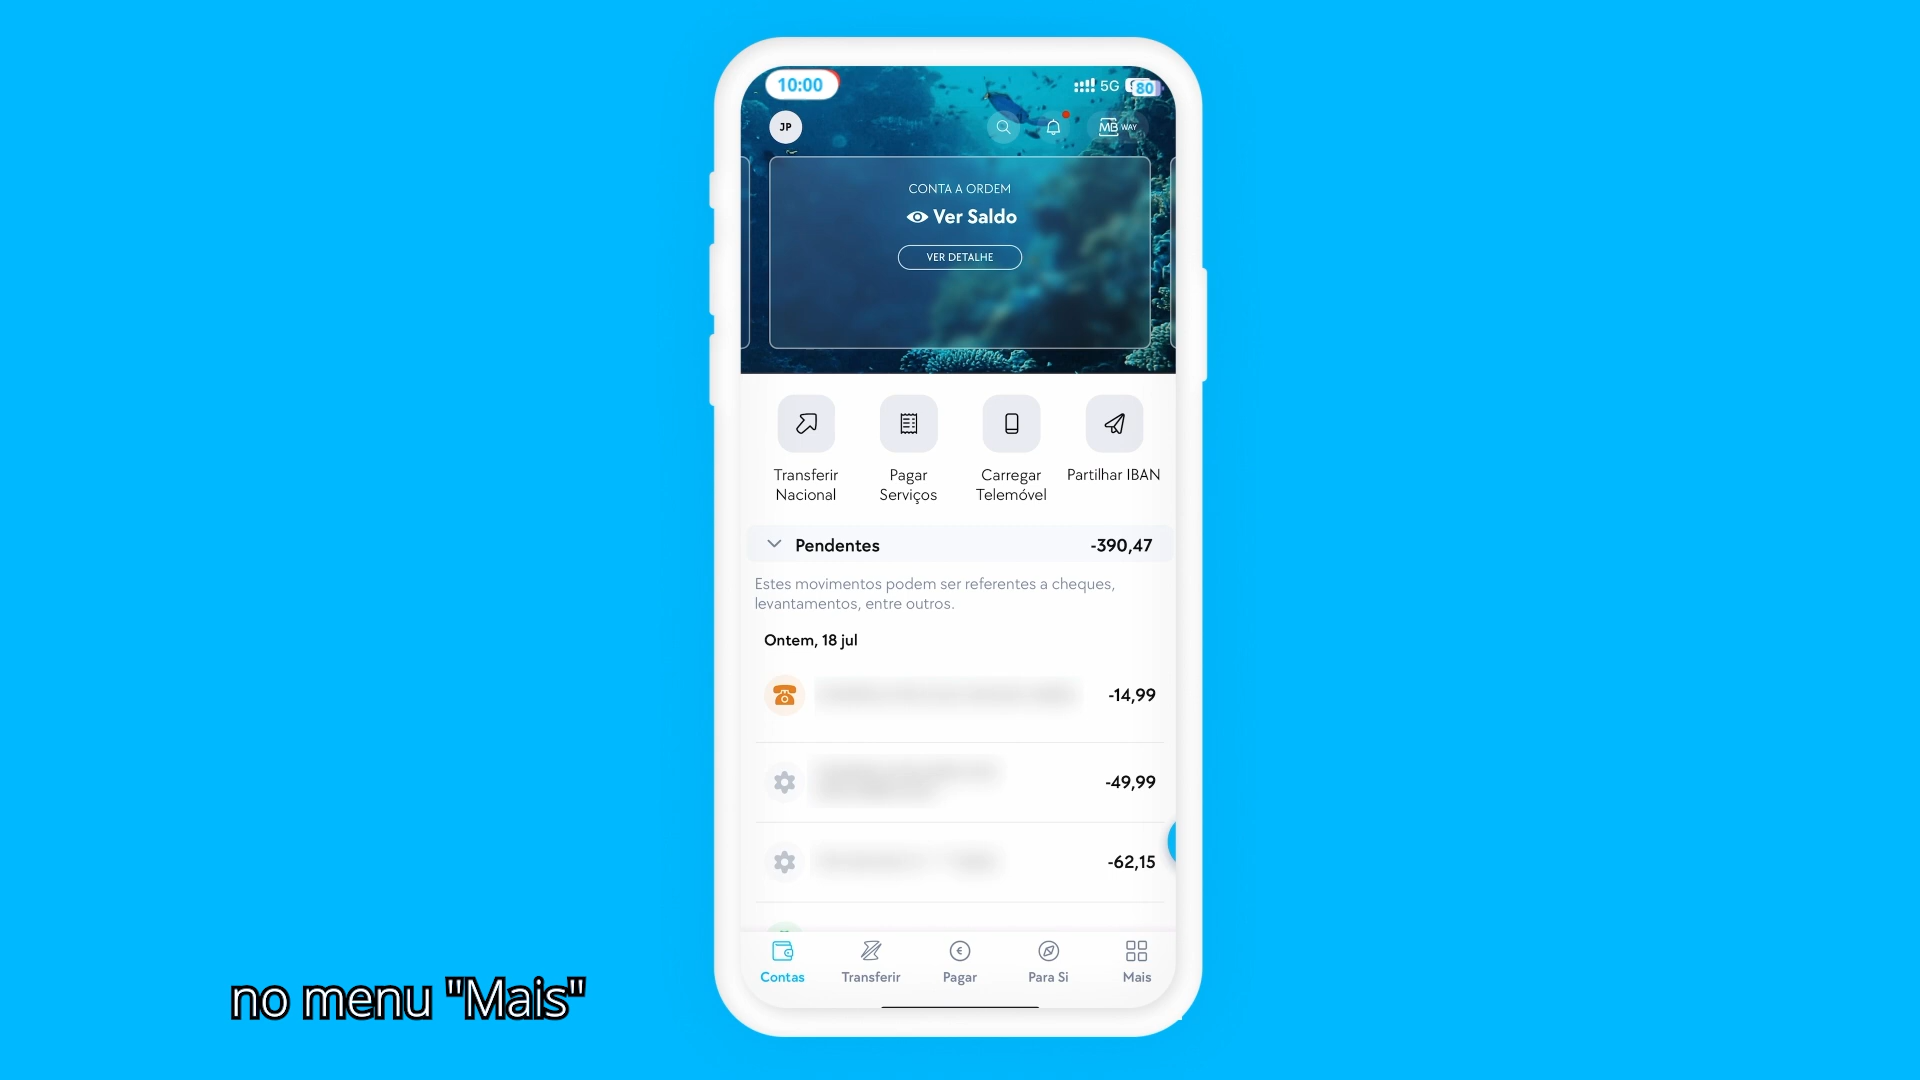 10:00
5G
80
JP
MB WAY
CONTA A ORDEM
Ver Saldo
VER DETALHE
Transferir
Nacional
Pagar
Serviços
Carregar
Telemóvel
Partilhar IBAN
Pendentes
-390,47
Estes movimentos podem ser referentes a cheques,
levantamentos, entre outros.
Ontem, 18 jul
-14,99
-49,99
-62,15
Contas
Transferir
Pagar
Para Si
Mais
no menu "Mais"